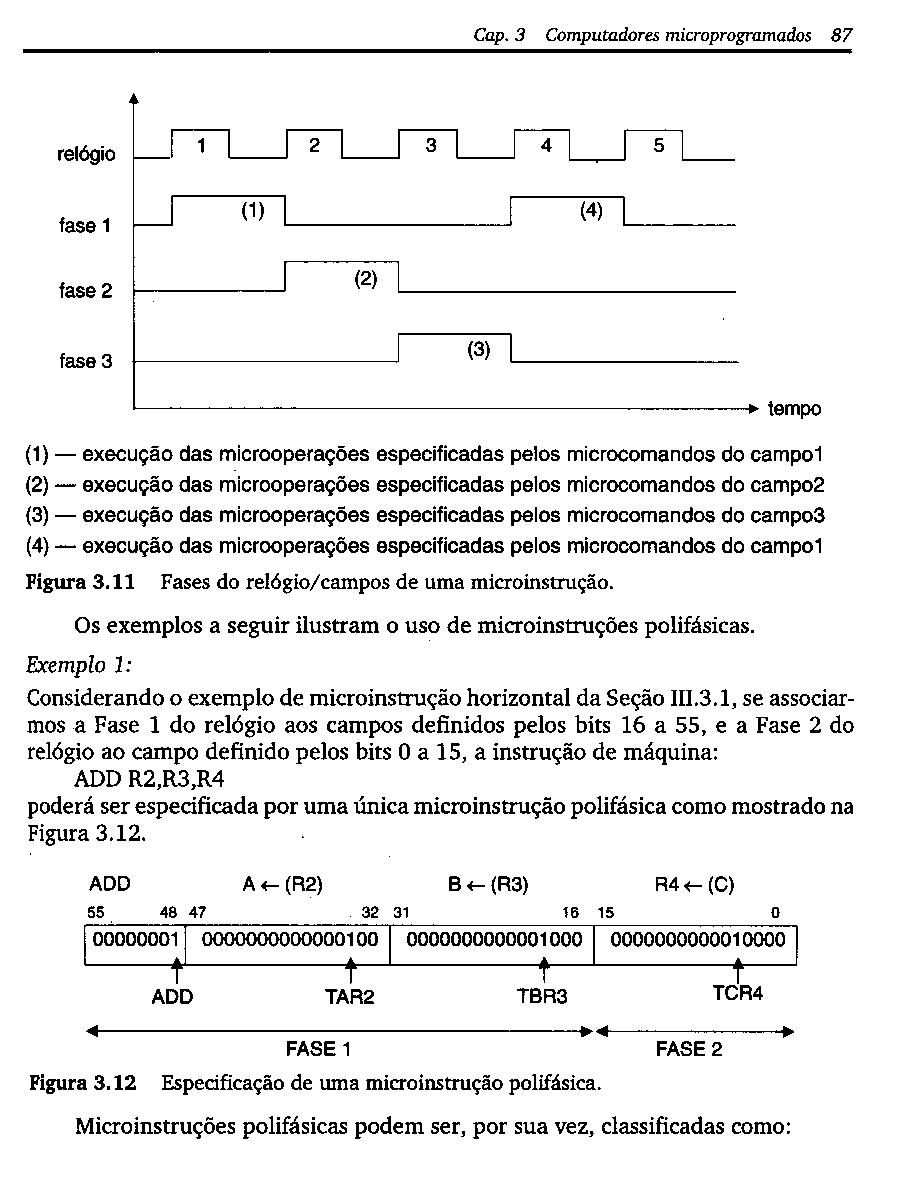 Cap. 3 Computadores microprogramados 87
relógio 1 2 3 4 5
fase 1 (1) (4)
fase 2 (2)
fase 3 (3)
tempo
(1) — execução das microoperações especificadas pelos microcomandos do campo1
(2) — execução das microoperações especificadas pelos microcomandos do campo2
(3) — execução das microoperações especificadas pelos microcomandos do campo3
(4) — execução das microoperações especificadas pelos microcomandos do campo1
Figura 3.11 Fases do relógio/campos de uma microinstrução.
Os exemplos a seguir ilustram o uso de microinstruções polifásicas.
Exemplo 1:
Considerando o exemplo de microinstrução horizontal da Seção III.3.1, se associar-
mos a Fase 1 do relógio aos campos definidos pelos bits 16 a 55, e a Fase 2 do
relógio ao campo definido pelos bits 0 a 15, a instrução de máquina:
ADD R2,R3,R4
poderá ser especificada por uma única microinstrução polifásica como mostrado na
Figura 3.12.
ADD A ← (R2) B ← (R3) R4 ← (C)
55 48 47 32 31 16 15 0
00000001 0000000000000100 0000000000001000 0000000000010000
ADD TAR2 TBR3 TCR4
FASE 1 FASE 2
Figura 3.12 Especificação de uma microinstrução polifásica.
Microinstruções polifásicas podem ser, por sua vez, classificadas como: